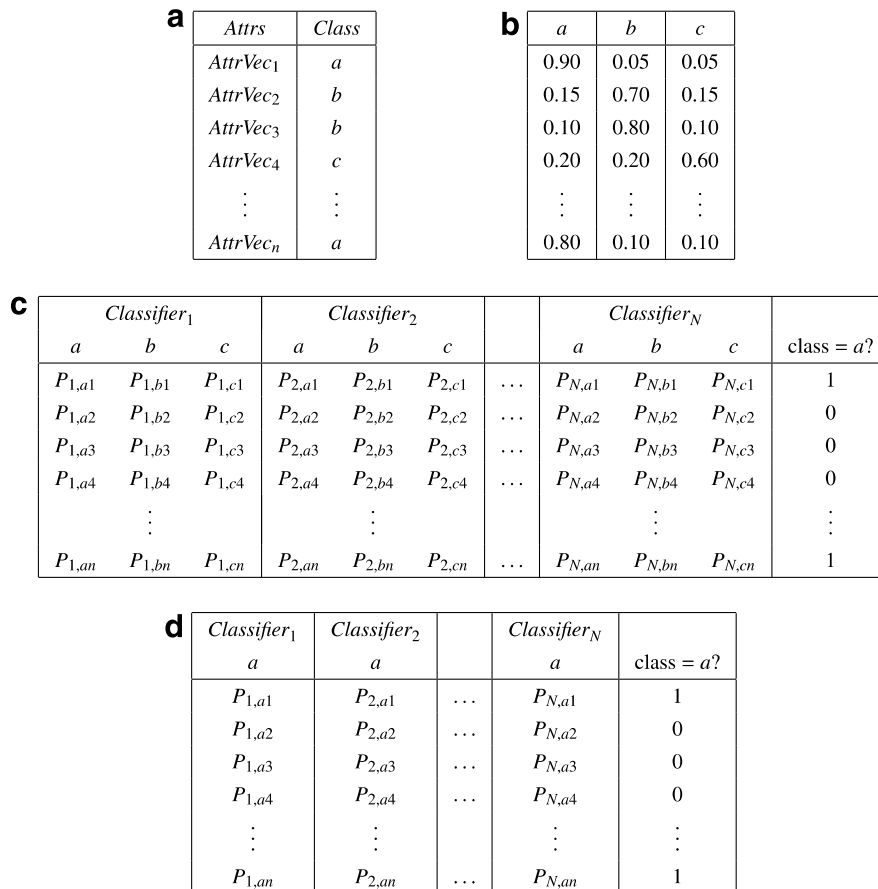 a
Attrs Class
AttrVec1 a
AttrVec2 b
AttrVec3 b
AttrVec4 c
⋮ ⋮
AttrVecn a
b
a b c
0.90 0.05 0.05
0.15 0.70 0.15
0.10 0.80 0.10
0.20 0.20 0.60
⋮ ⋮ ⋮
0.80 0.10 0.10
c
Classifier1 Classifier2 ClassifierN
a b c a b c a b c class = a?
P1,a1 P1,b1 P1,c1 P2,a1 P2,b1 P2,c1 ... PN,a1 PN,b1 PN,c1 1
P1,a2 P1,b2 P1,c2 P2,a2 P2,b2 P2,c2 ... PN,a2 PN,b2 PN,c2 0
P1,a3 P1,b3 P1,c3 P2,a3 P2,b3 P2,c3 ... PN,a3 PN,b3 PN,c3 0
P1,a4 P1,b4 P1,c4 P2,a4 P2,b4 P2,c4 ... PN,a4 PN,b4 PN,c4 0
⋮ ⋮ ⋮ ⋮
P1,an P1,bn P1,cn P2,an P2,bn P2,cn ... PN,an PN,bn PN,cn 1
d
Classifier1 Classifier2 ClassifierN
a a a class = a?
P1,a1 P2,a1 ... PN,a1 1
P1,a2 P2,a2 ... PN,a2 0
P1,a3 P2,a3 ... PN,a3 0
P1,a4 P2,a4 ... PN,a4 0
⋮ ⋮ ⋮ ⋮
P1,an P2,an ... PN,an 1